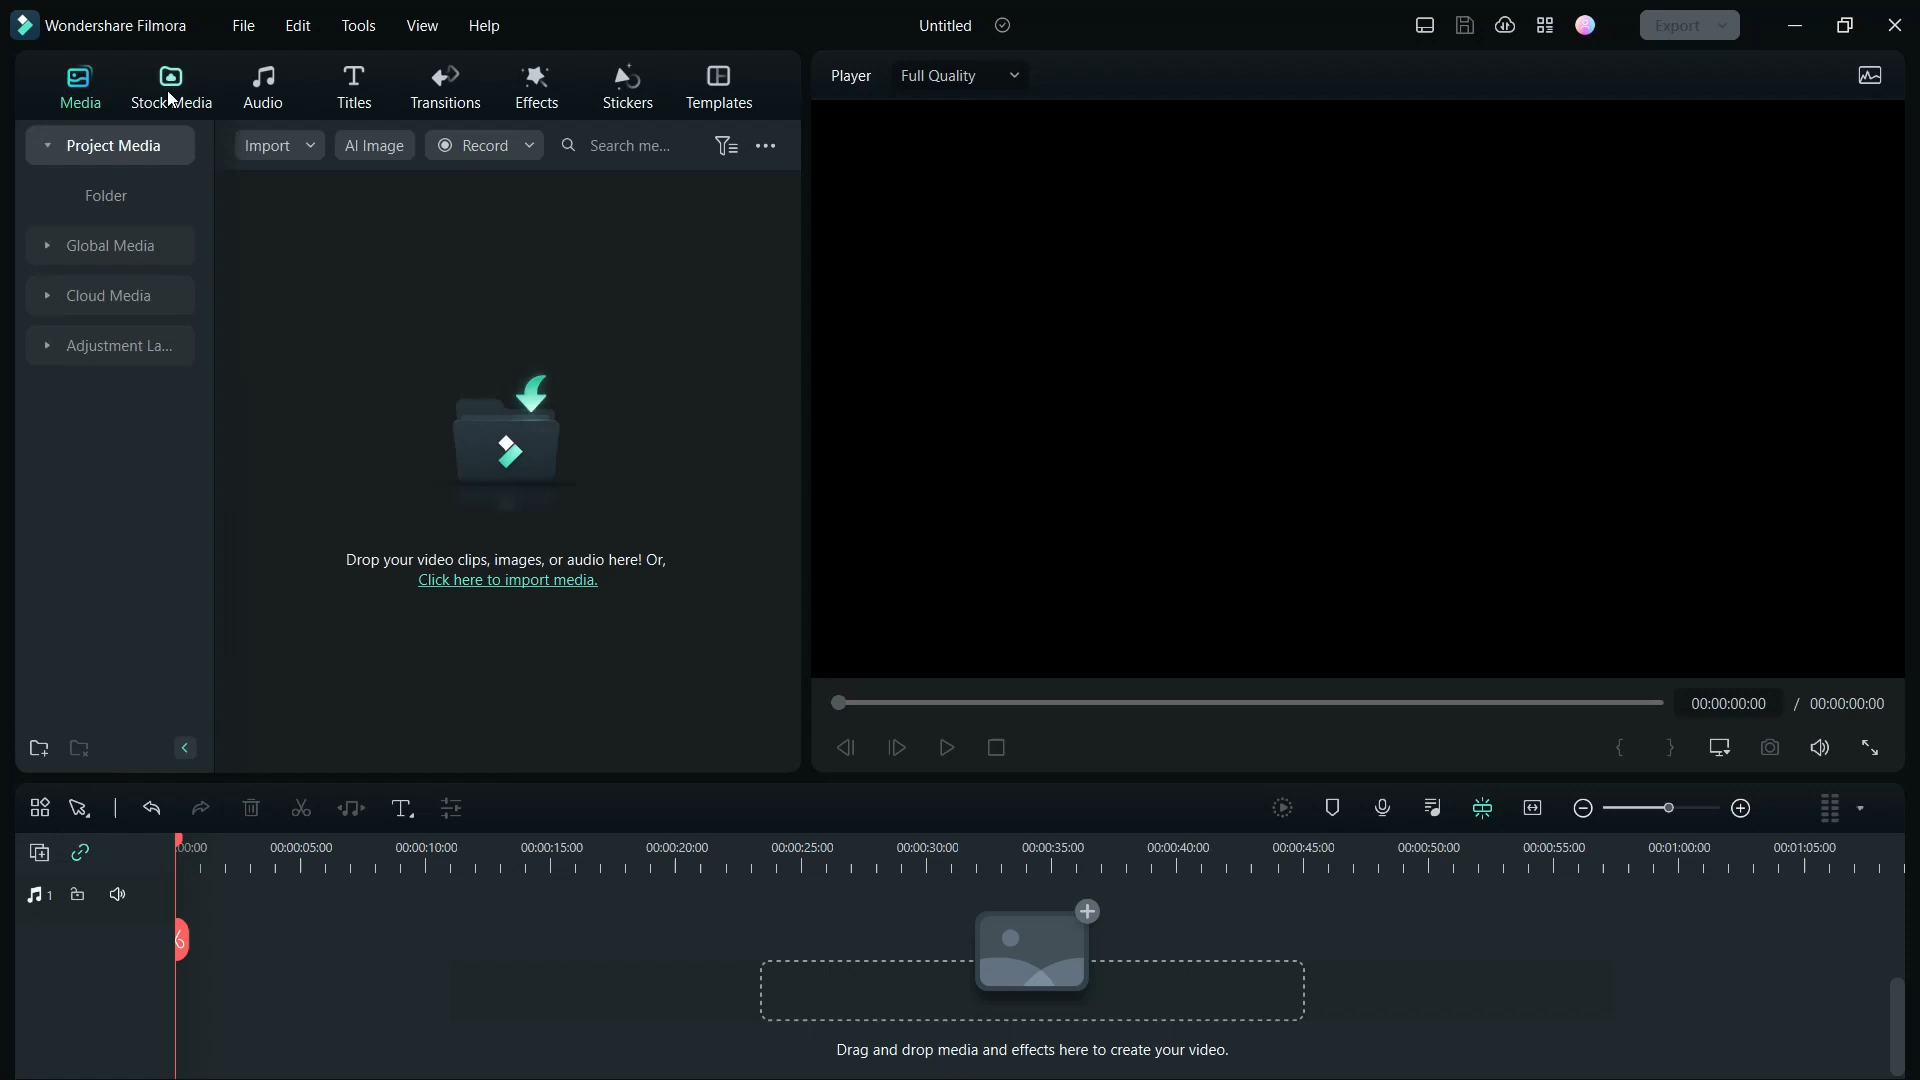 Wondershare Filmora File Edit Tools View Help Untitled Export
Media Stock Media Audio Titles Transitions Effects Stickers Templates
Player Full Quality
Project Media
Import AI Image Record Search me...
Folder
Global Media
Cloud Media
Adjustment La...
Drop your video clips, images, or audio here! Or,
Click here to import media.
00:00:00:00 / 00:00:00:00
:00:00 00:00:05:00 00:00:10:00 00:00:15:00 00:00:20:00 00:00:25:00 00:00:30:00 00:00:35:00 00:00:40:00 00:00:45:00 00:00:50:00 00:00:55:00 00:01:00:00 00:01:05:00
1
Drag and drop media and effects here to create your video.